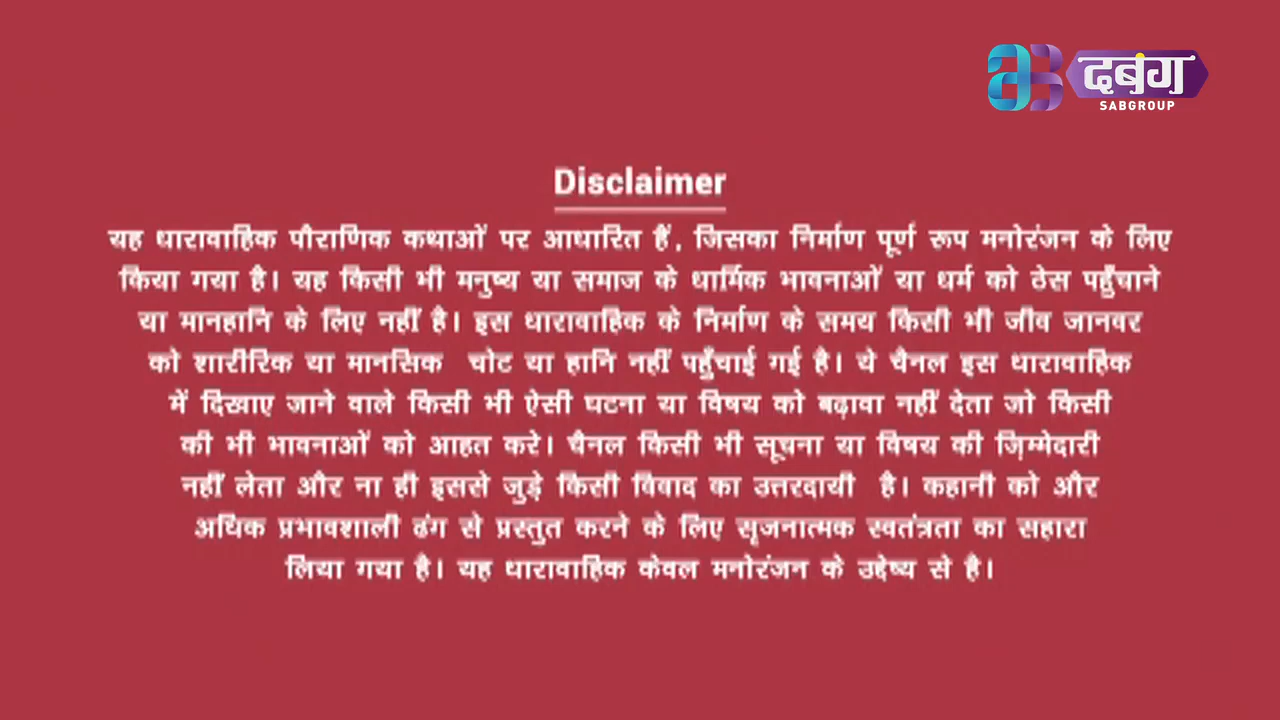 दबंग
SABGROUP
Disclaimer
यह धारावाहिक पौराणिक कथाओं पर आधारित हैं, जिसका निर्माण पूर्ण रूप मनोरंजन के लिए
किया गया है। यह किसी भी मनुष्य या समाज के धार्मिक भावनाओं या धर्म को ठेस पहुँचाने
या मानहानि के लिए नहीं है। इस धारावाहिक के निर्माण के समय किसी भी जीव जानवर
को शारीरिक या मानसिक चोट या हानि नहीं पहुँचाई गई है। ये चैनल इस धारावाहिक
में दिखाए जाने वाले किसी भी ऐसी घटना या विषय को बढ़ावा नहीं देता जो किसी
की भी भावनाओं को आहत करे। चैनल किसी भी सूचना या विषय की ज़िम्मेदारी
नहीं लेता और ना ही इससे जुड़े किसी विवाद का उत्तरदायी है। कहानी को और
अधिक प्रभावशाली ढंग से प्रस्तुत करने के लिए सृजनात्मक स्वतंत्रता का सहारा
लिया गया है। यह धारावाहिक केवल मनोरंजन के उद्देष्य से है।